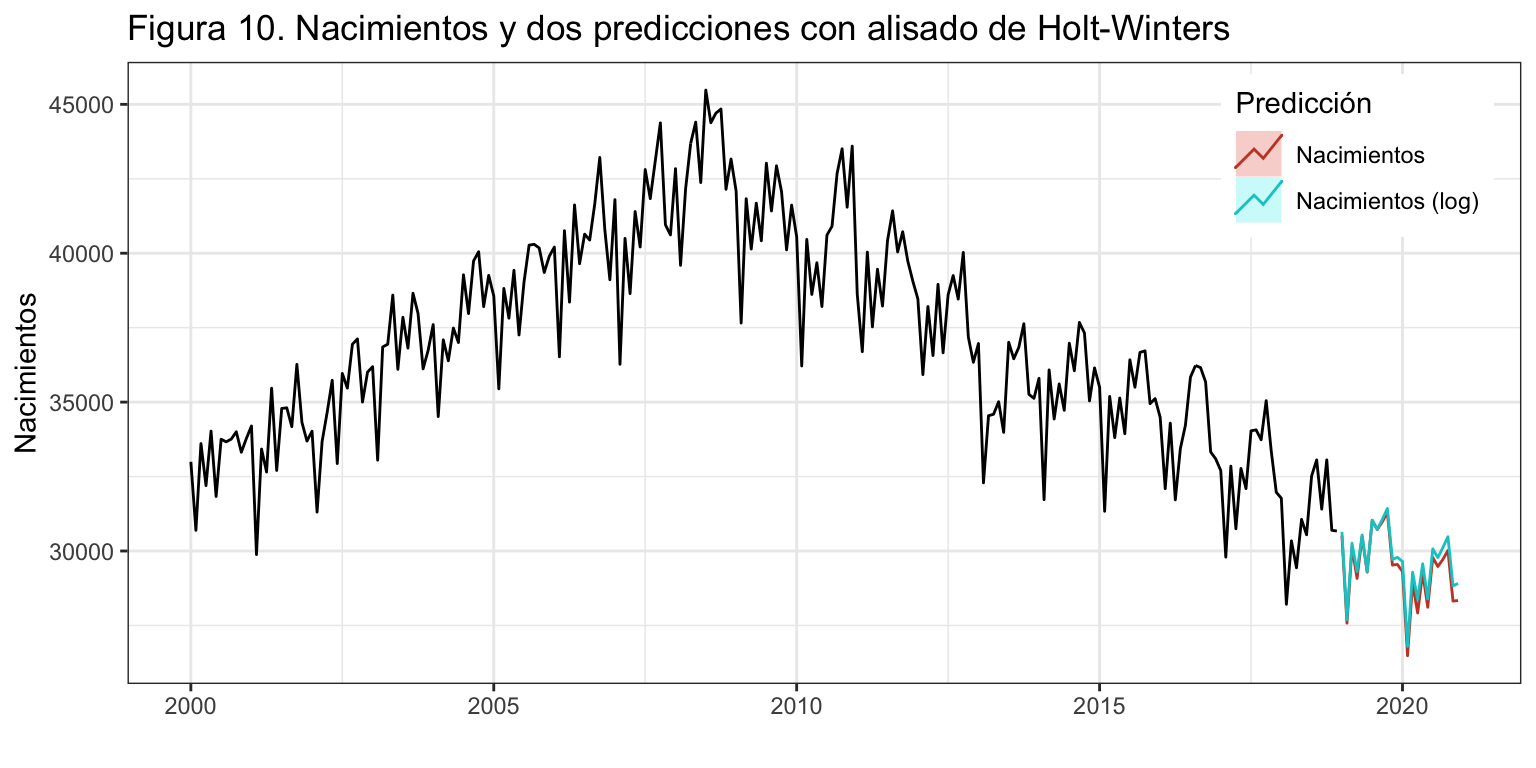 Figura 10. Nacimientos y dos predicciones con alisado de Holt-Winters
Predicción
Nacimientos
Nacimientos (log)
Nacimientos
45000
40000
35000
30000
2000
2005
2010
2015
2020